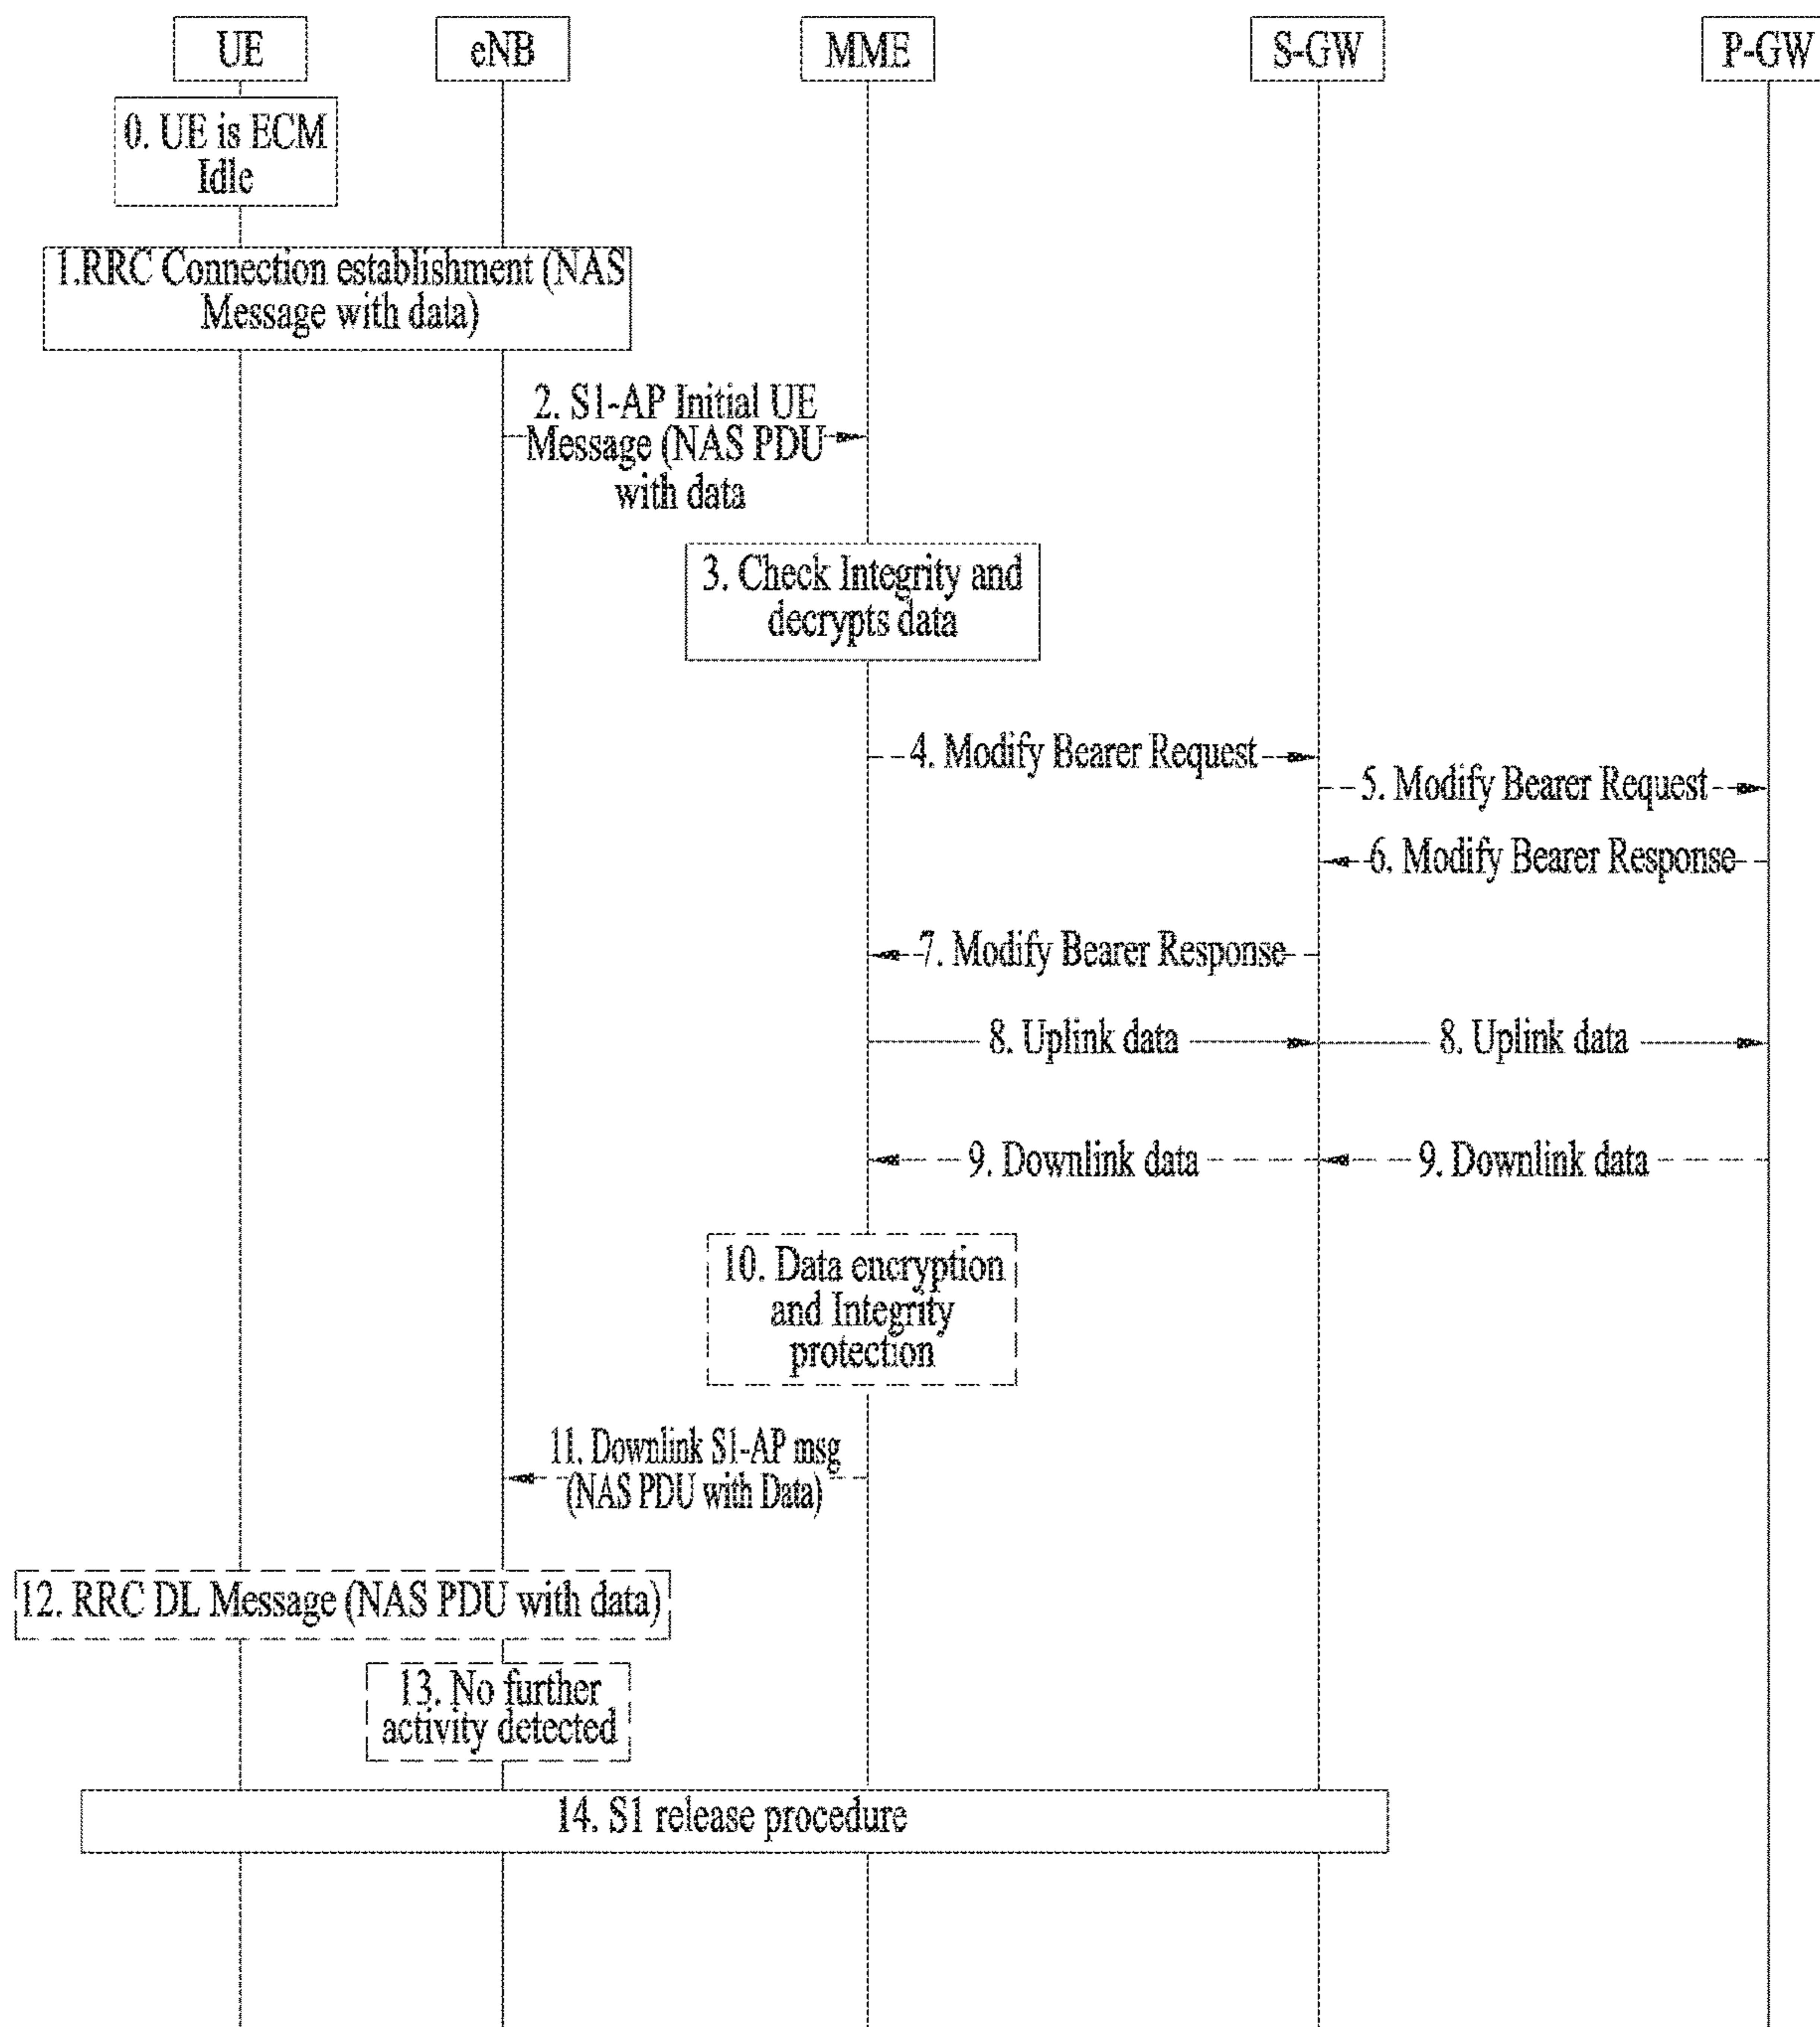 UE
eNB
MME
S-GW
P-GW
0. UE is ECM
Idle
1.RRC Connection establishment (NAS
Message with data)
2. S1-AP Initial UE
Message (NAS PDU
with data
3. Check Integrity and
decrypts data
4. Modify Bearer Request
5. Modify Bearer Request
6. Modify Bearer Response
7. Modify Bearer Response
8. Uplink data
8. Uplink data
9. Downlink data
9. Downlink data
10. Data encryption
and Integrity
protection
11. Downlink S1-AP msg
(NAS PDU with Data)
12. RRC DL Message (NAS PDU with data)
13. No further
activity detected
14. S1 release procedure